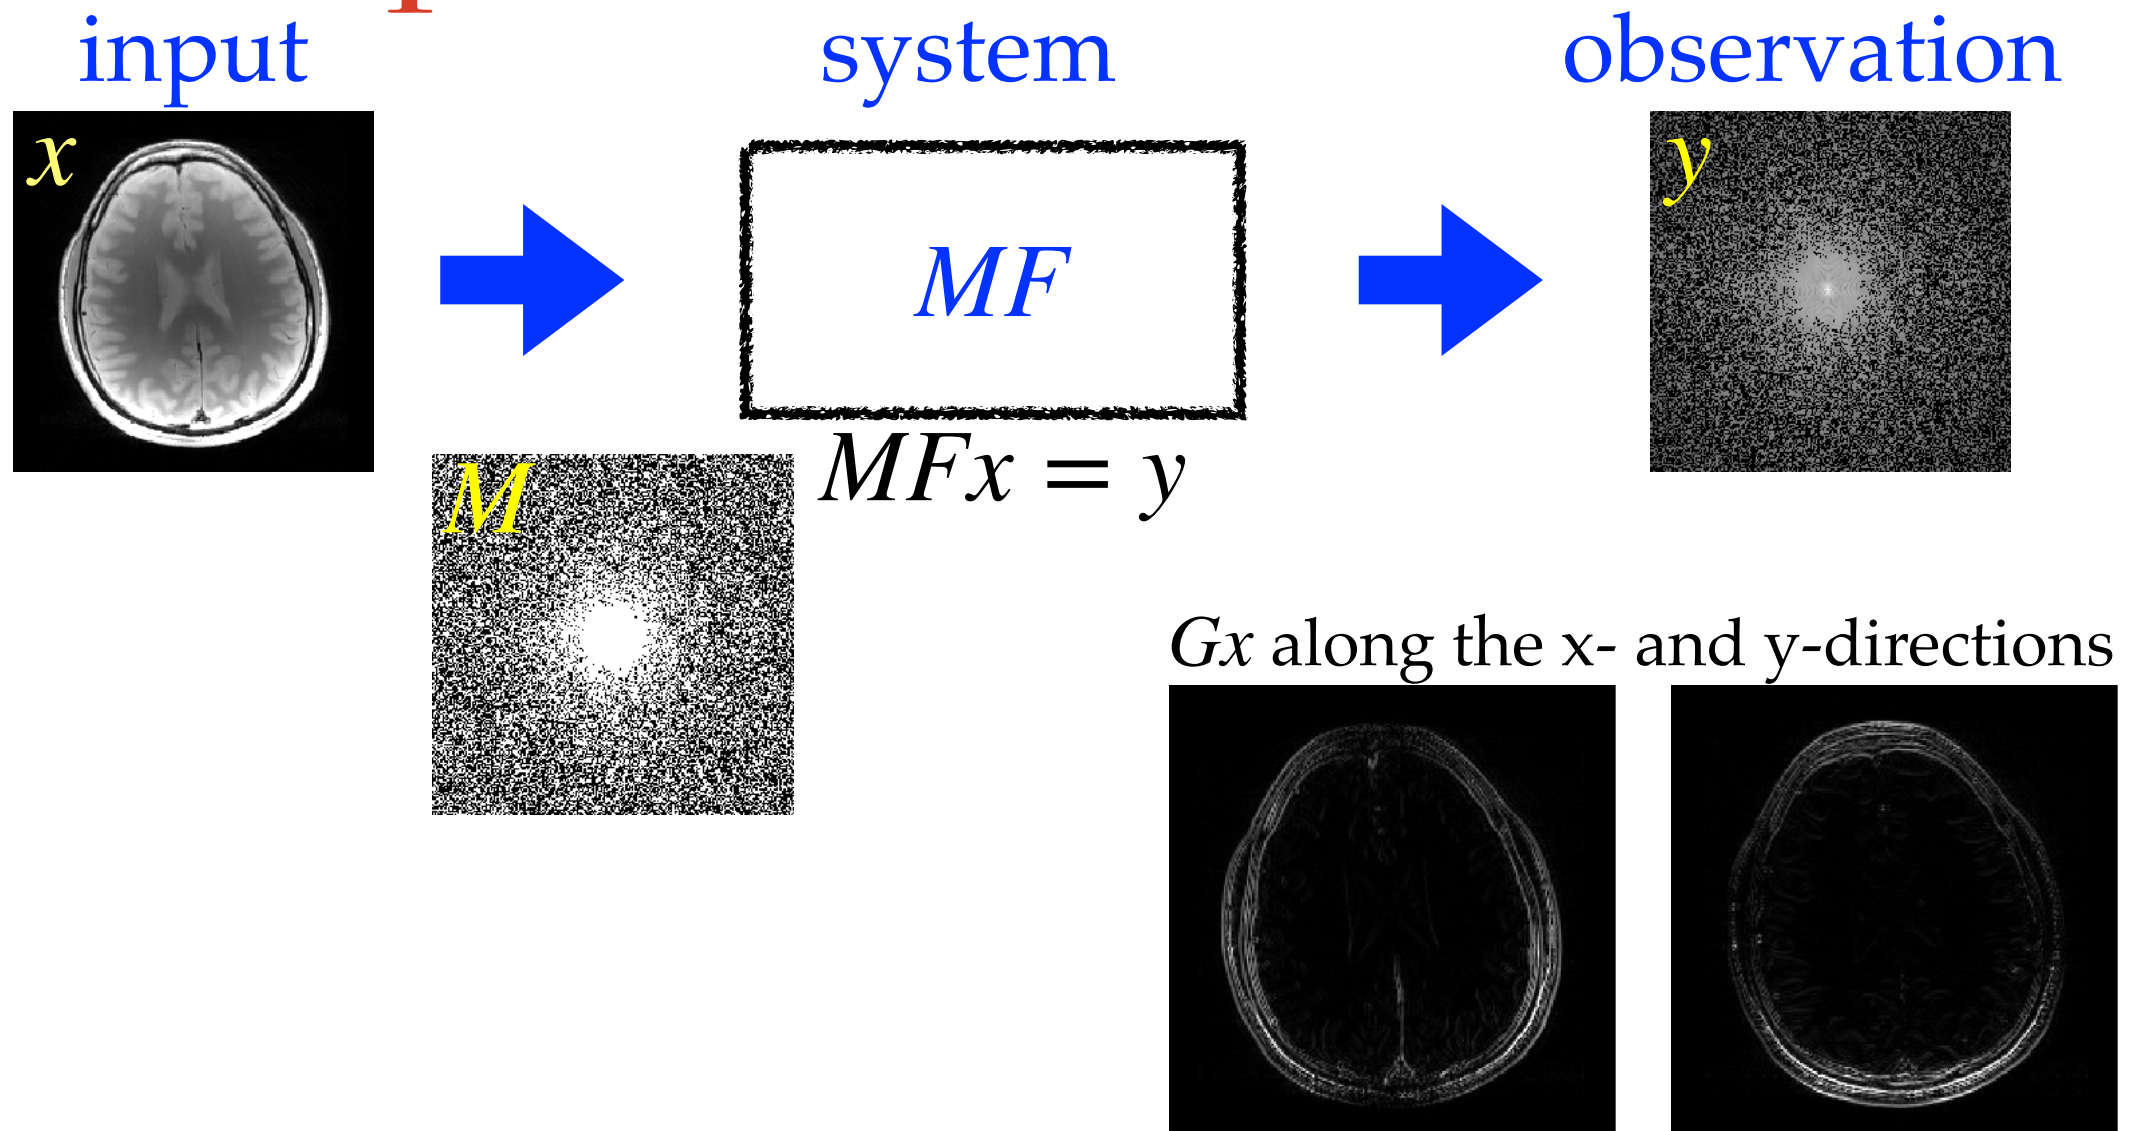 input
system
observation
x
MF
y
M
MFx = y
Gx along the x- and y-directions